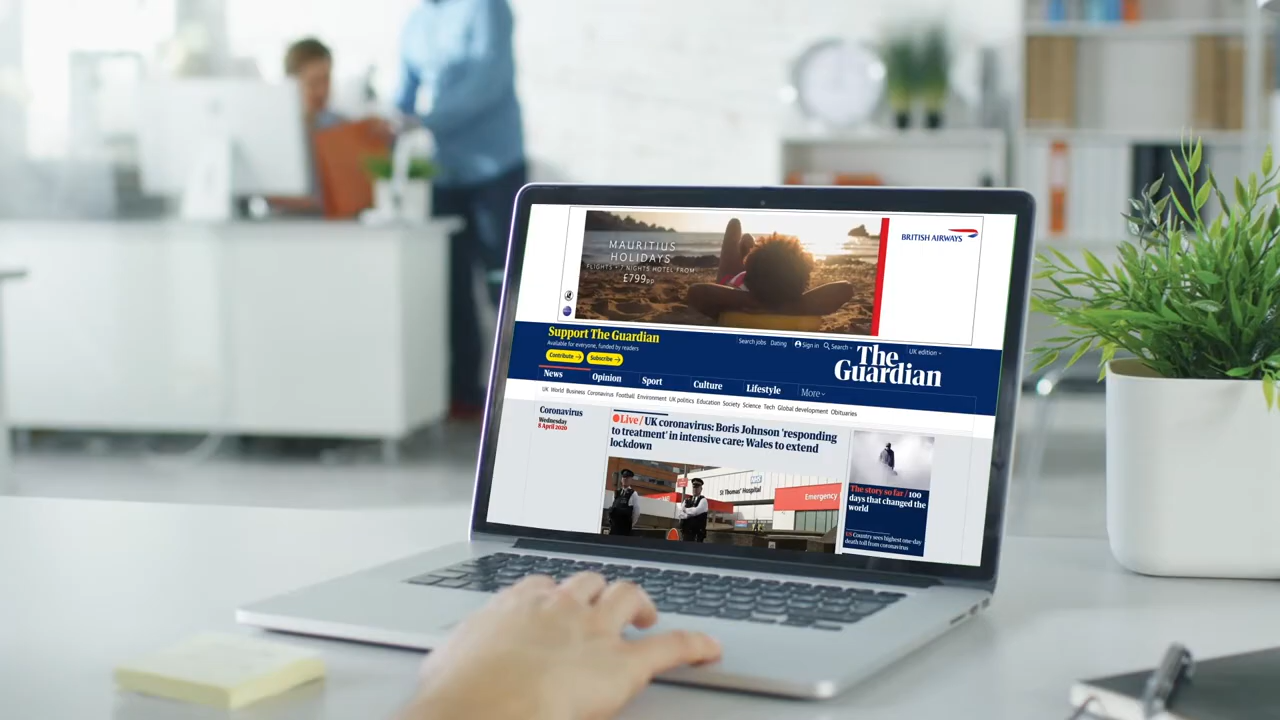 MAURITIUS
HOLIDAYS
FLIGHTS + 7 NIGHTS HOTEL FROM
£799pp
BRITISH AIRWAYS
Support The Guardian
Available for everyone, funded by readers
Contribute →
Subscribe →
Search jobs
Dating
Sign in
Search
UK edition
The
Guardian
News
Opinion
Sport
Culture
Lifestyle
More
UK World Business Coronavirus Football Environment UK politics Education Society Science Tech Global development Obituaries
Coronavirus
Wednesday
8 April 2020
Live / UK coronavirus: Boris Johnson ‘responding
to treatment’ in intensive care; Wales to extend
lockdown
NHS
St Thomas' Hospital
Emergency
The story so far / 100
days that changed the
world
US Country sees highest one-day
death toll from coronavirus